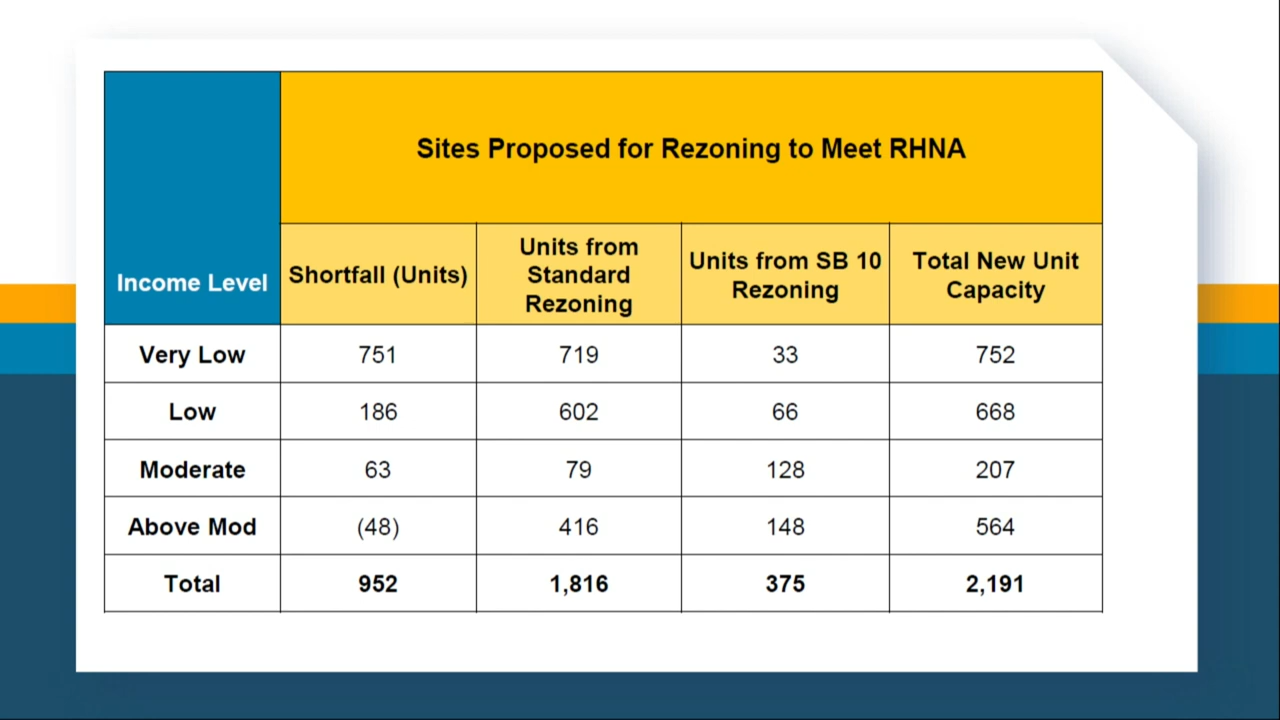 Sites Proposed for Rezoning to Meet RHNA
Income Level
Shortfall (Units)
Units from
Standard
Rezoning
Units from SB 10
Rezoning
Total New Unit
Capacity
Very Low 751 719 33 752
Low 186 602 66 668
Moderate 63 79 128 207
Above Mod (48) 416 148 564
Total 952 1,816 375 2,191